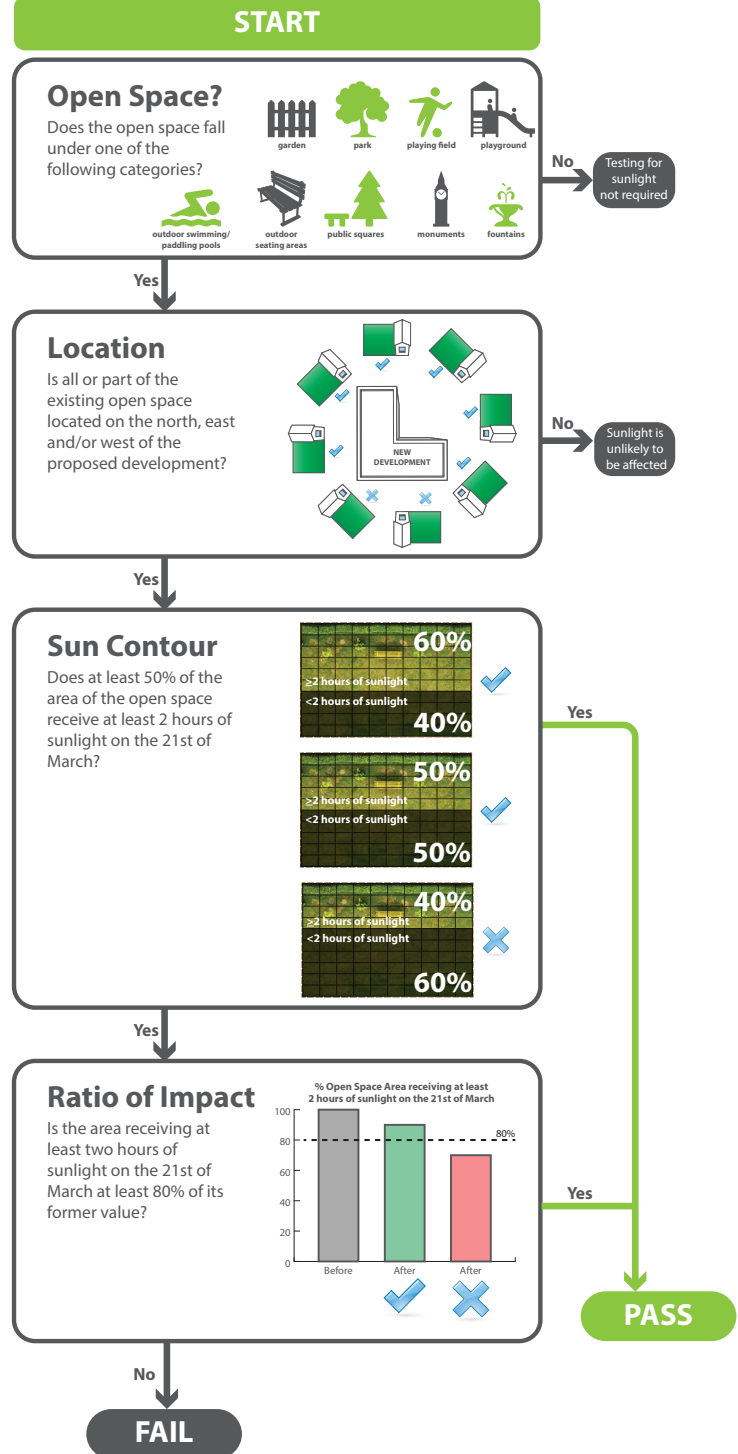 START
Open Space?
Does the open space fall
under one of the
following categories?
garden
park
playing field
playground
outdoor swimming/
paddling pools
outdoor
seating areas
public squares
monuments
fountains
No
Testing for
sunlight
not required
Yes
Location
Is all or part of the
existing open space
located on the north, east
and/or west of the
proposed development?
NEW
DEVELOPMENT
No
Sunlight is
unlikely to
be affected
Yes
Sun Contour
Does at least 50% of the
area of the open space
receive at least 2 hours of
sunlight on the 21st of
March?
60%
≥2 hours of sunlight
<2 hours of sunlight
40%
50%
≥2 hours of sunlight
<2 hours of sunlight
50%
40%
≥2 hours of sunlight
<2 hours of sunlight
60%
Yes
Yes
Ratio of Impact
Is the area receiving at
least two hours of
sunlight on the 21st of
March at least 80% of its
former value?
% Open Space Area receiving at least
2 hours of sunlight on the 21st of March
100
80
60
40
20
0
80%
Before
After
After
Yes
PASS
No
FAIL